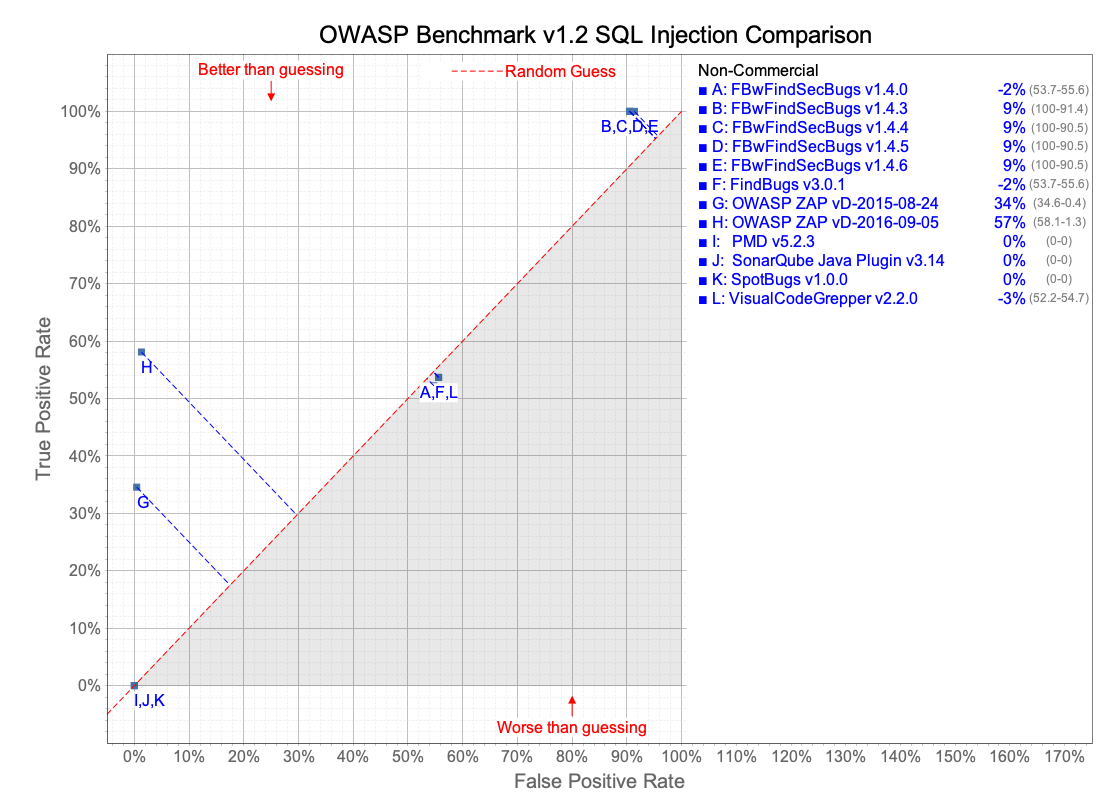 OWASP Benchmark v1.2 SQL Injection Comparison
Better than guessing
Random Guess
Non-Commercial
A: FBwFindSecBugs v1.4.0 -2% (53.7-55.6)
B: FBwFindSecBugs v1.4.3 9% (100-91.4)
C: FBwFindSecBugs v1.4.4 9% (100-90.5)
D: FBwFindSecBugs v1.4.5 9% (100-90.5)
E: FBwFindSecBugs v1.4.6 9% (100-90.5)
F: FindBugs v3.0.1 -2% (53.7-55.6)
G: OWASP ZAP vD-2015-08-24 34% (34.6-0.4)
H: OWASP ZAP vD-2016-09-05 57% (58.1-1.3)
I: PMD v5.2.3 0% (0-0)
J: SonarQube Java Plugin v3.14 0% (0-0)
K: SpotBugs v1.0.0 0% (0-0)
L: VisualCodeGrepper v2.2.0 -3% (52.2-54.7)
True Positive Rate
100%
90%
80%
70%
60%
50%
40%
30%
20%
10%
0%
B,C,D,E
H
A,F,L
G
I,J,K
Worse than guessing
0% 10% 20% 30% 40% 50% 60% 70% 80% 90% 100% 110% 120% 130% 140% 150% 160% 170%
False Positive Rate